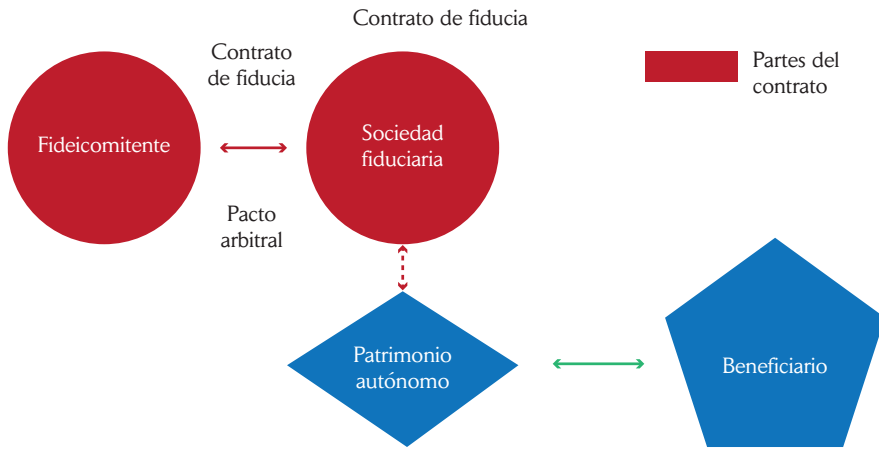 Contrato de fiducia
Contrato
de fiducia
Partes del
contrato
Fideicomitente
Sociedad
fiduciaria
Pacto
arbitral
Patrimonio
autónomo
Beneficiario